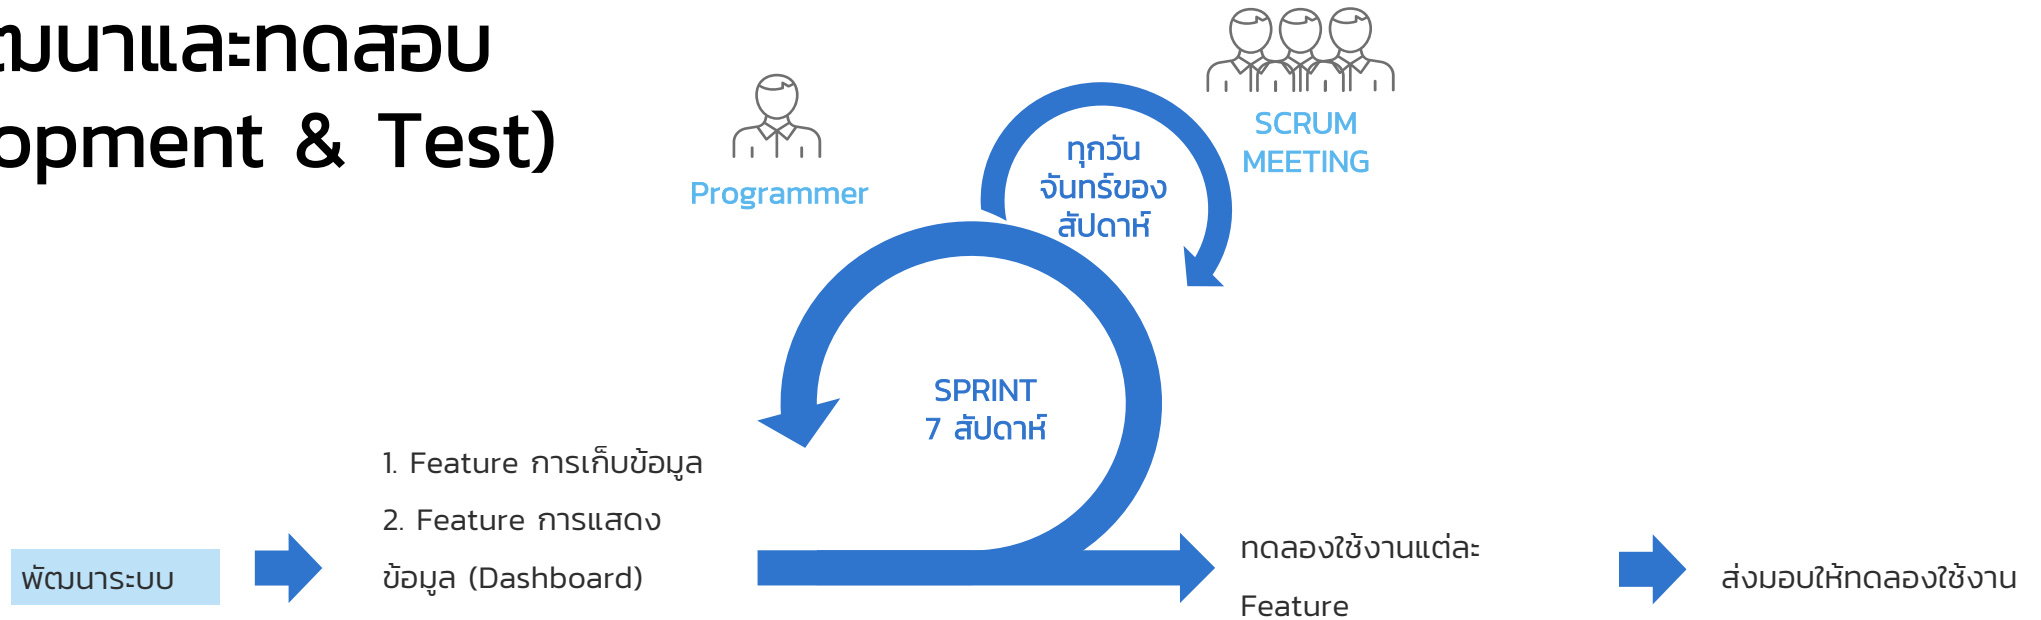 ฒนาและทดสอบ
opment & Test)
Programmer
SCRUM
MEETING
ทุกวัน
จันทร์ของ
สัปดาห์
SPRINT
7 สัปดาห์
พัฒนาระบบ
1. Feature การเก็บข้อมูล
2. Feature การแสดง
ข้อมูล (Dashboard)
ทดลองใช้งานแต่ละ
Feature
ส่งมอบให้ทดลองใช้งาน